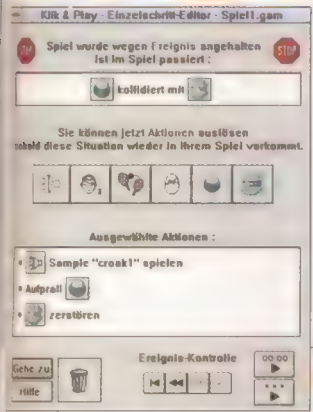 Klik & Play - Einzelschritt-Editor - Spiel1.gam
Spiel wurde wegen Ereignis angehalten
STOP
Ist im Spiel passiert :
kollidiert mit
Sie können jetzt Aktionen auslösen
sobald diese Situation wieder in Ihrem Spiel vorkommt.
Ausgewählte Aktionen :
Sample "croak1" spielen
Aufprall
zerstören
Ereignis-Kontrolle
00:00
Gehe zu
Hilfe